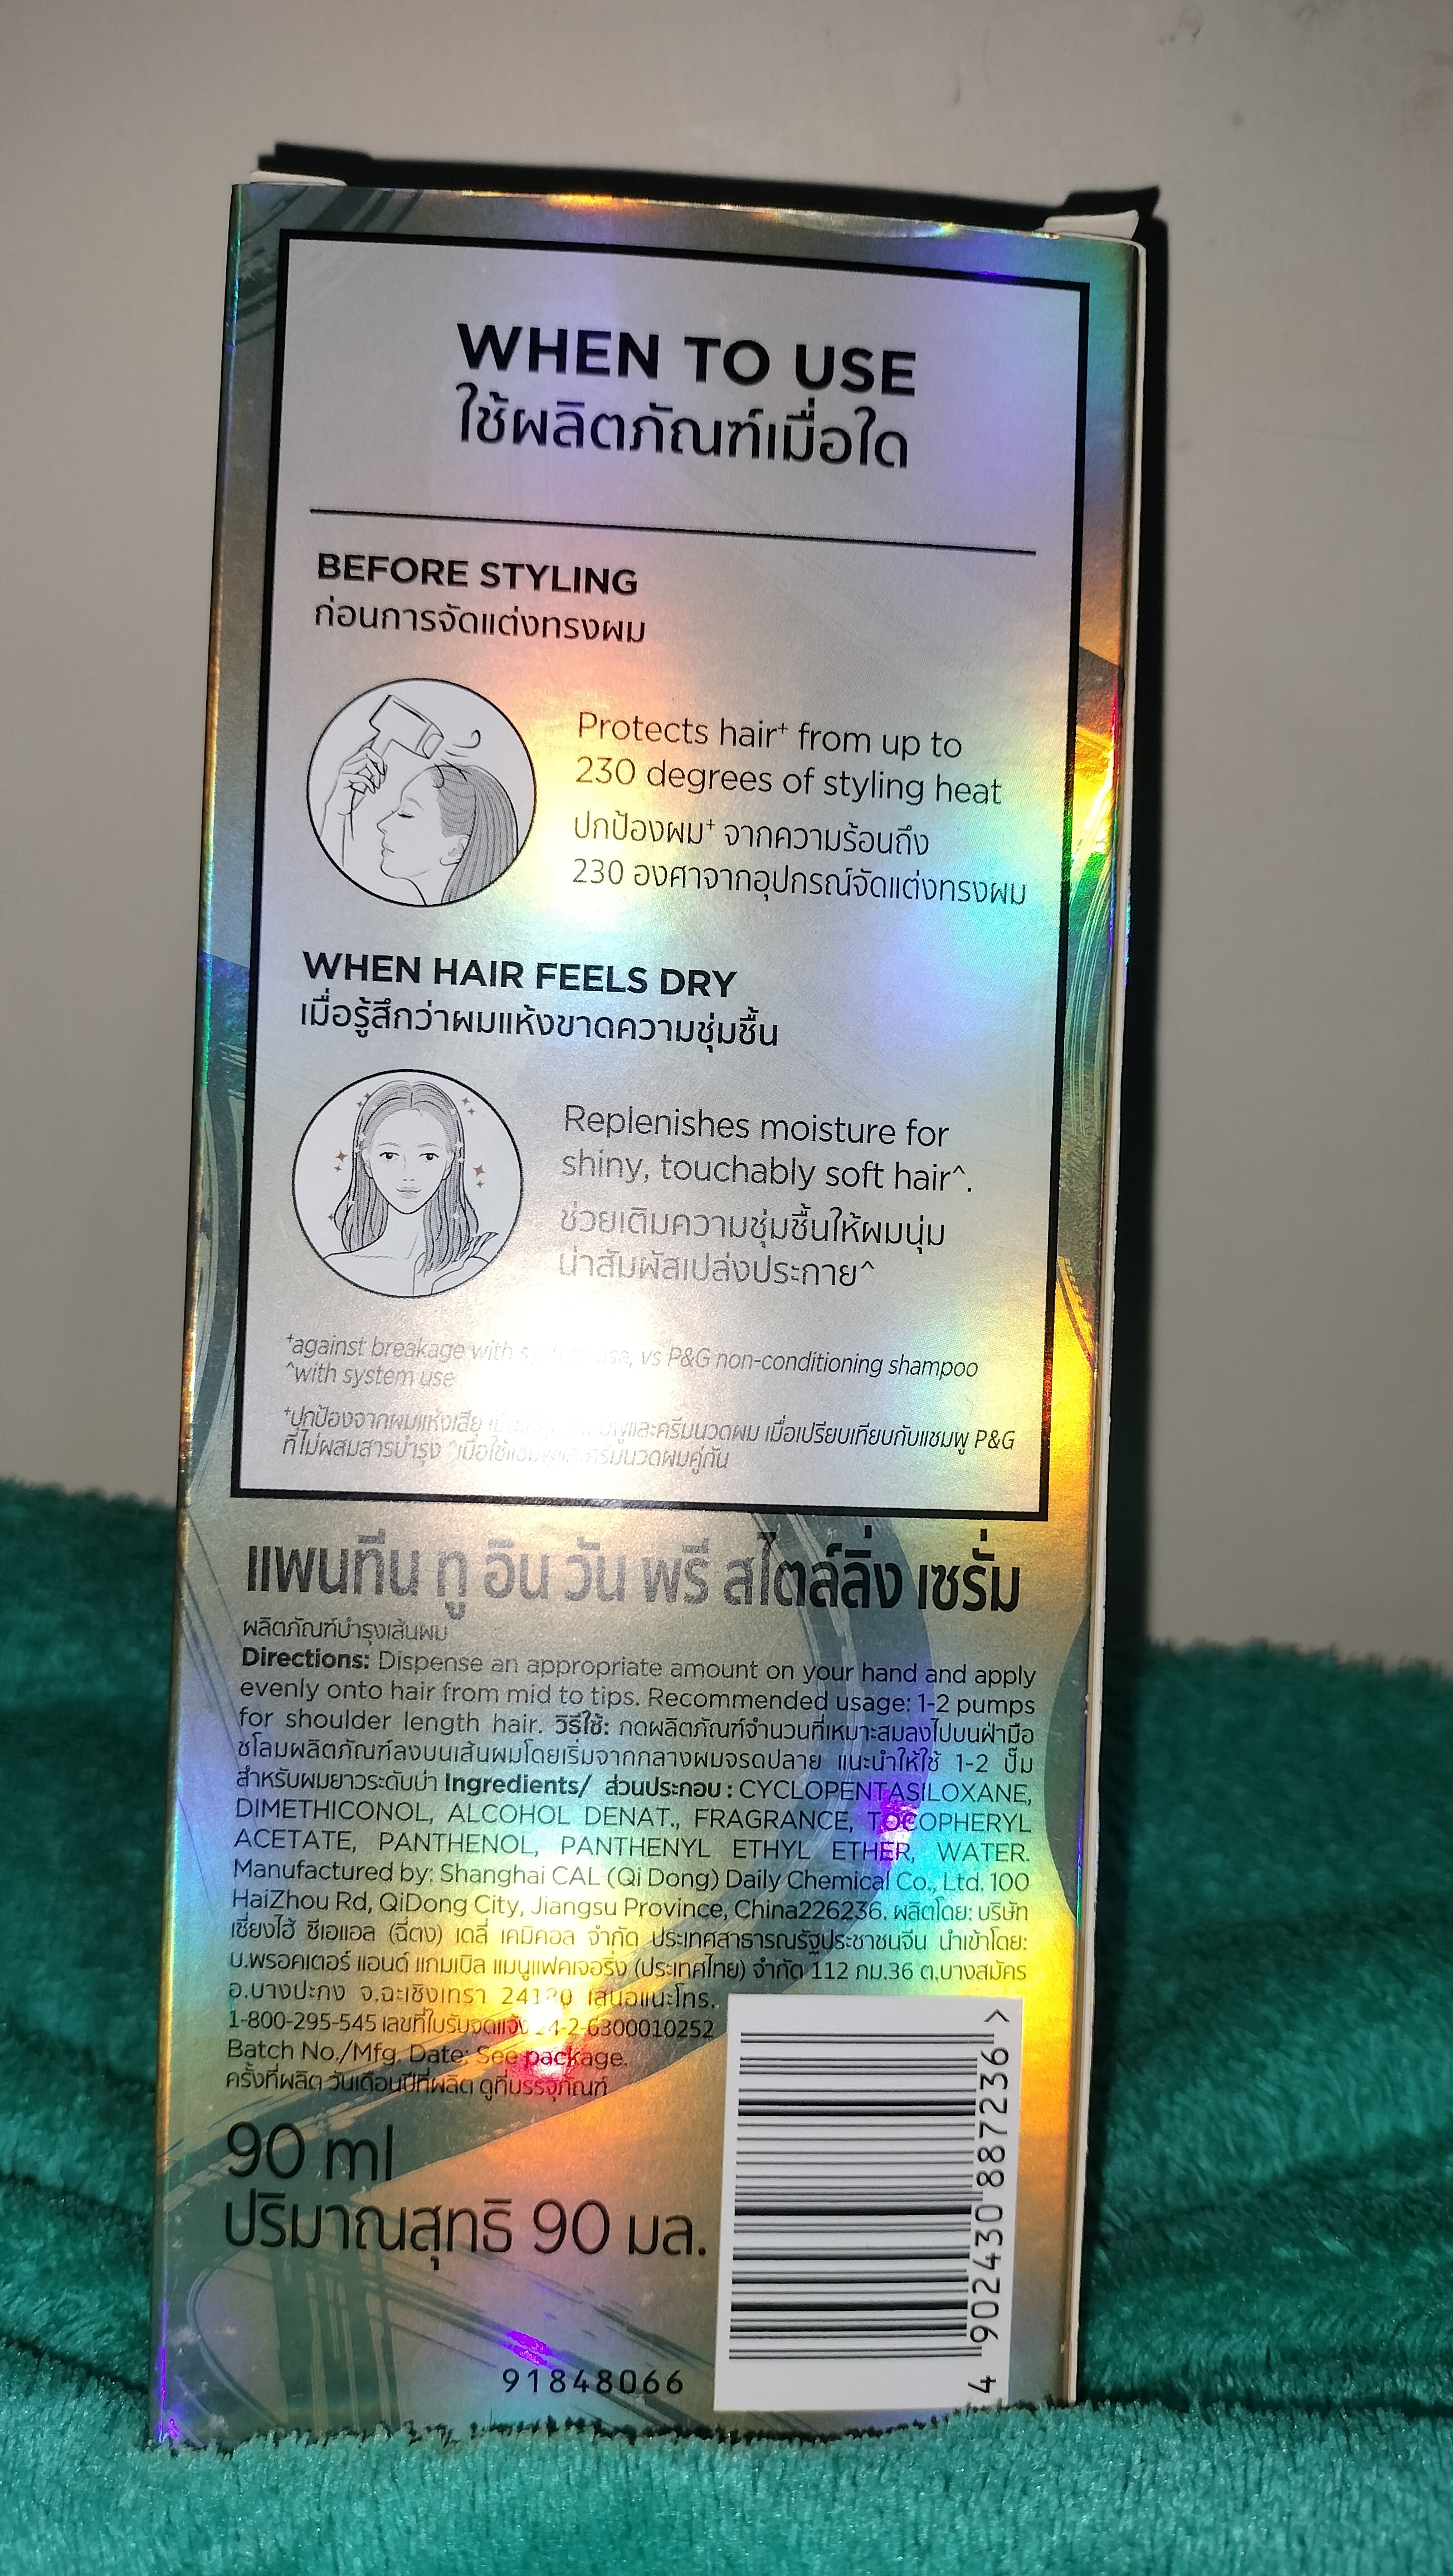 WHEN TO USE
ใช้ผลิตภัณฑ์เมื่อใด
BEFORE STYLING
ก่อนการจัดแต่งทรงผม
Protects hair⁺ from up to
230 degrees of styling heat
ปกป้องผม⁺ จากความร้อนถึง
230 องศาจากอุปกรณ์จัดแต่งทรงผม
WHEN HAIR FEELS DRY
เมื่อรู้สึกว่าผมแห้งขาดความชุ่มชื้น
Replenishes moisture for
shiny, touchably soft hair^.
ช่วยเติมความชุ่มชื้นให้ผมนุ่ม
น่าสัมผัสเปล่งประกาย^
⁺against breakage with use, vs P&G non-conditioning shampoo
^with system use
⁺ปกป้องจากผมแห้งเสีย และครีมนวดผม เมื่อเปรียบเทียบกับแชมพู P&G
ที่ไม่ผสมสารบำรุง ครีมนวดผมคู่กัน
แพนทีน ทู อิน วัน พรี สไตล์ลิ่ง เซรั่ม
ผลิตภัณฑ์บำรุงเส้นผม
Directions: Dispense an appropriate amount on your hand and apply
evenly onto hair from mid to tips. Recommended usage: 1-2 pumps
for shoulder length hair. วิธีใช้: กดผลิตภัณฑ์จำนวนที่เหมาะสมลงไปบนฝ่ามือ
ชโลมผลิตภัณฑ์ลงบนเส้นผมโดยเริ่มจากกลางผมจรดปลาย แนะนำให้ใช้ 1-2 ปั๊ม
สำหรับผมยาวระดับบ่า Ingredients/ ส่วนประกอบ : CYCLOPENTASILOXANE,
DIMETHICONOL, ALCOHOL DENAT., FRAGRANCE, TOCOPHERYL
ACETATE, PANTHENOL, PANTHENYL ETHYL ETHER, WATER.
Manufactured by: Shanghai CAL (Qi Dong) Daily Chemical Co., Ltd. 100
HaiZhou Rd, QiDong City, Jiangsu Province, China226236. ผลิตโดย: บริษัท
เซี่ยงไฮ้ ซีเอแอล (ฉี่ตง) เดลี่ เคมิคอล จำกัด ประเทศสาธารณรัฐประชาชนจีน นำเข้าโดย:
บ.พรอคเตอร์ แอนด์ แกมเบิล แมนูแฟคเจอริ่ง (ประเทศไทย) จำกัด 112 กม.36 ต.บางสมัคร
อ.บางปะกง จ.ฉะเชิงเทรา เสนอแนะโทร.
1-800-295-545 เลขที่ใบรับจดแจ้ง
Batch No./Mfg. Date: See package.
ครั้งที่ผลิต วันเดือนปีที่ผลิต ดูที่บรรจุภัณฑ์
90 ml
ปริมาณสุทธิ 90 มล.
4 902430 887236 >
91848066